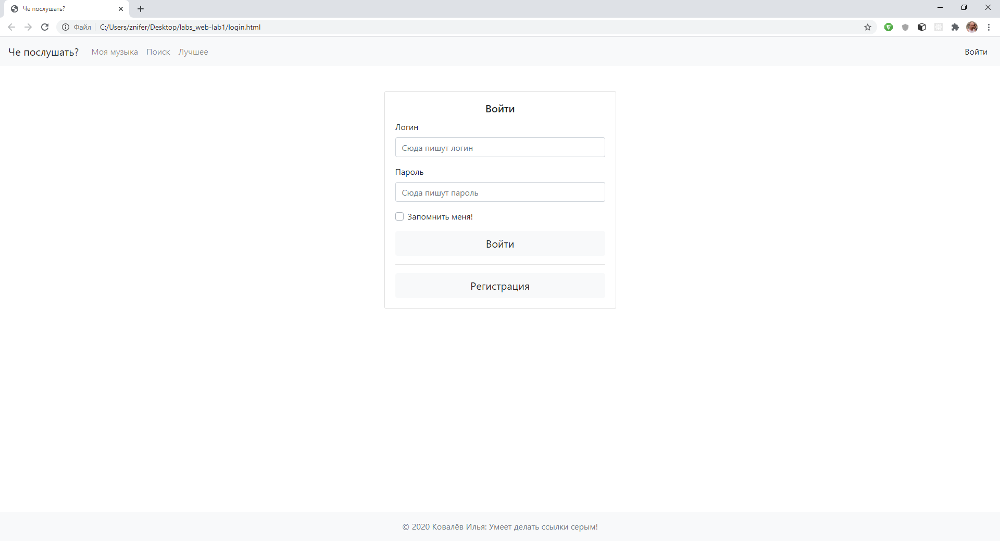 Че послушать?
Файл C:/Users/znifer/Desktop/labs_web-lab1/login.html
Че послушать? Моя музыка Поиск Лучшее Войти
Войти
Логин
Сюда пишут логин
Пароль
Сюда пишут пароль
Запомнить меня!
Войти
Регистрация
© 2020 Ковалёв Илья: Умеет делать ссылки серым!